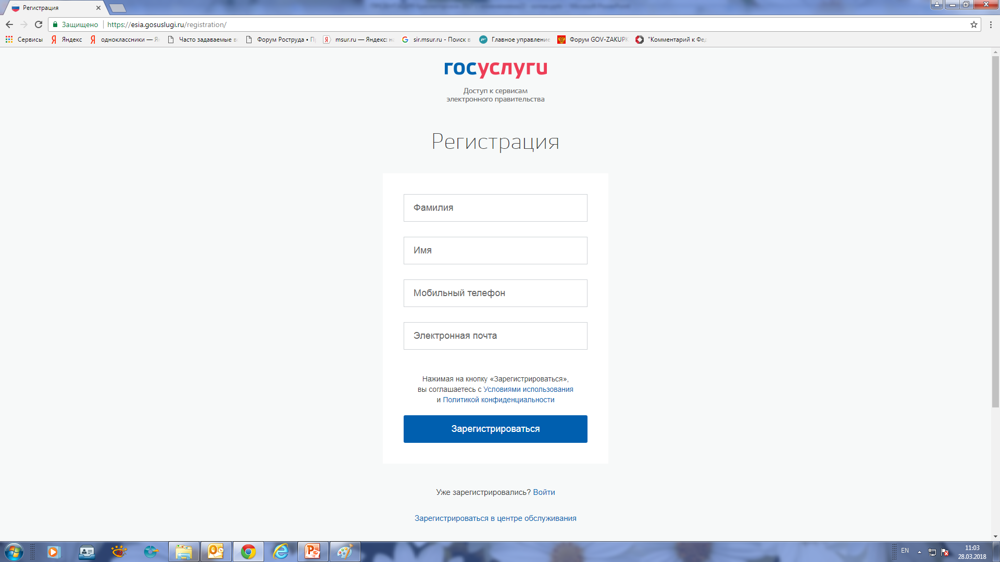 Регистрация
Защищено
https://esia.gosuslugi.ru/registration/
Сервисы
Яндекс
одноклассники —
Часто задаваемые
Форум Роструда •
msur.ru — Яндекс:
sir.msur.ru - Поиск в
Главное управление
Форум GOV-ZAKUPK
"Комментарий к Фед
госуслуги
Доступ к сервисам
электронного правительства
Регистрация
Фамилия
Имя
Мобильный телефон
Электронная почта
Нажимая на кнопку «Зарегистрироваться»,
вы соглашаетесь с Условиями использования
и Политикой конфиденциальности
Зарегистрироваться
Уже зарегистрировались? Войти
Зарегистрироваться в центре обслуживания
EN
11:03
28.03.2018